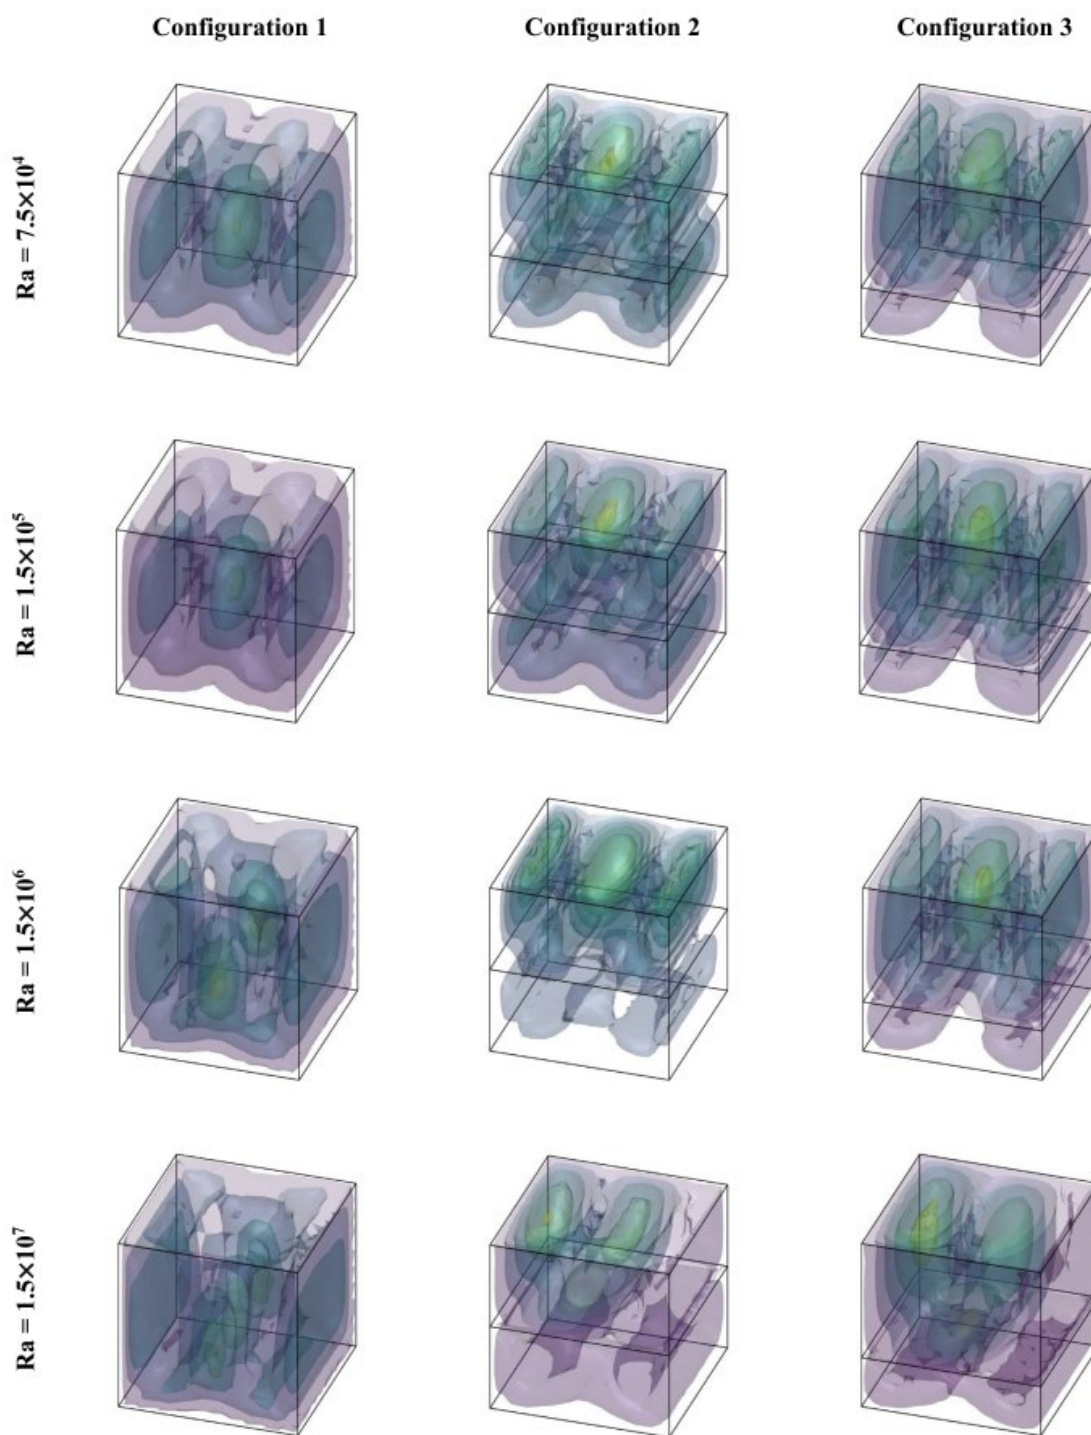 Configuration 1 Configuration 2 Configuration 3
Ra = 7.5×10⁴
Ra = 1.5×10⁵
Ra = 1.5×10⁶
Ra = 1.5×10⁷